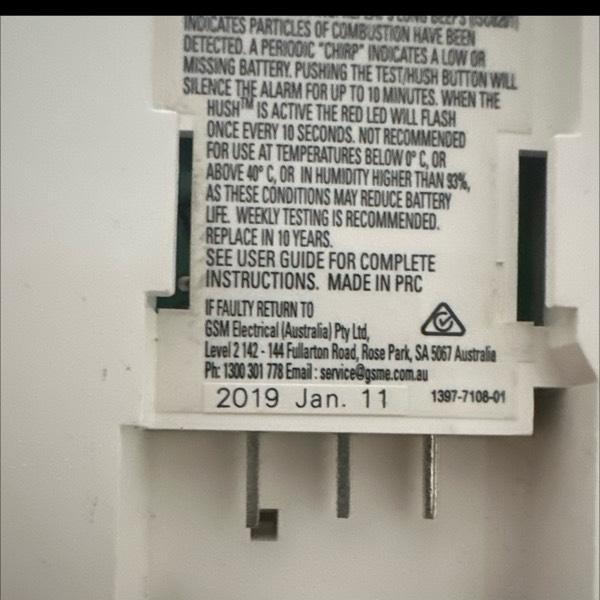 LONG BEEPS
INDICATES PARTICLES OF COMBUSTION HAVE BEEN
DETECTED. A PERIODIC "CHIRP" INDICATES A LOW OR
MISSING BATTERY. PUSHING THE TEST/HUSH BUTTON WILL
SILENCE THE ALARM FOR UP TO 10 MINUTES. WHEN THE
HUSH™ IS ACTIVE THE RED LED WILL FLASH
ONCE EVERY 10 SECONDS. NOT RECOMMENDED
FOR USE AT TEMPERATURES BELOW 0° C, OR
ABOVE 40° C, OR IN HUMIDITY HIGHER THAN 93%,
AS THESE CONDITIONS MAY REDUCE BATTERY
LIFE. WEEKLY TESTING IS RECOMMENDED.
REPLACE IN 10 YEARS.
SEE USER GUIDE FOR COMPLETE
INSTRUCTIONS. MADE IN PRC
IF FAULTY RETURN TO
GSM Electrical (Australia) Pty Ltd,
Level 2 142 - 144 Fullarton Road, Rose Park, SA 5067 Australia
Ph: 1300 301 778 Email : service@gsme.com.au
2019 Jan. 11 1397-7108-01